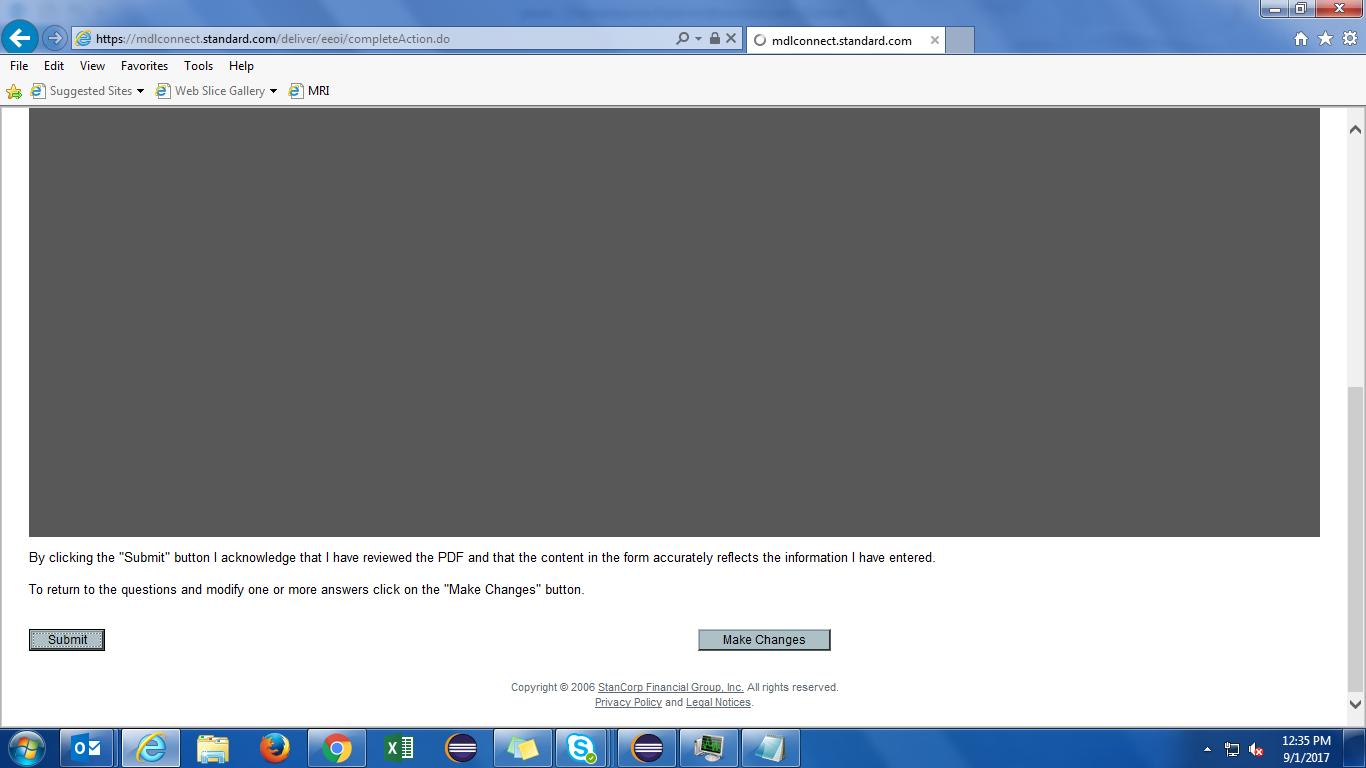 https://mdlconnect.standard.com/deliver/eeoi/completeAction.do
mdlconnect.standard.com
File Edit View Favorites Tools Help
Suggested Sites Web Slice Gallery MRI
By clicking the "Submit" button I acknowledge that I have reviewed the PDF and that the content in the form accurately reflects the information I have entered.
To return to the questions and modify one or more answers click on the "Make Changes" button.
Submit Make Changes
Copyright © 2006 StanCorp Financial Group, Inc. All rights reserved.
Privacy Policy and Legal Notices.
12:35 PM
9/1/2017